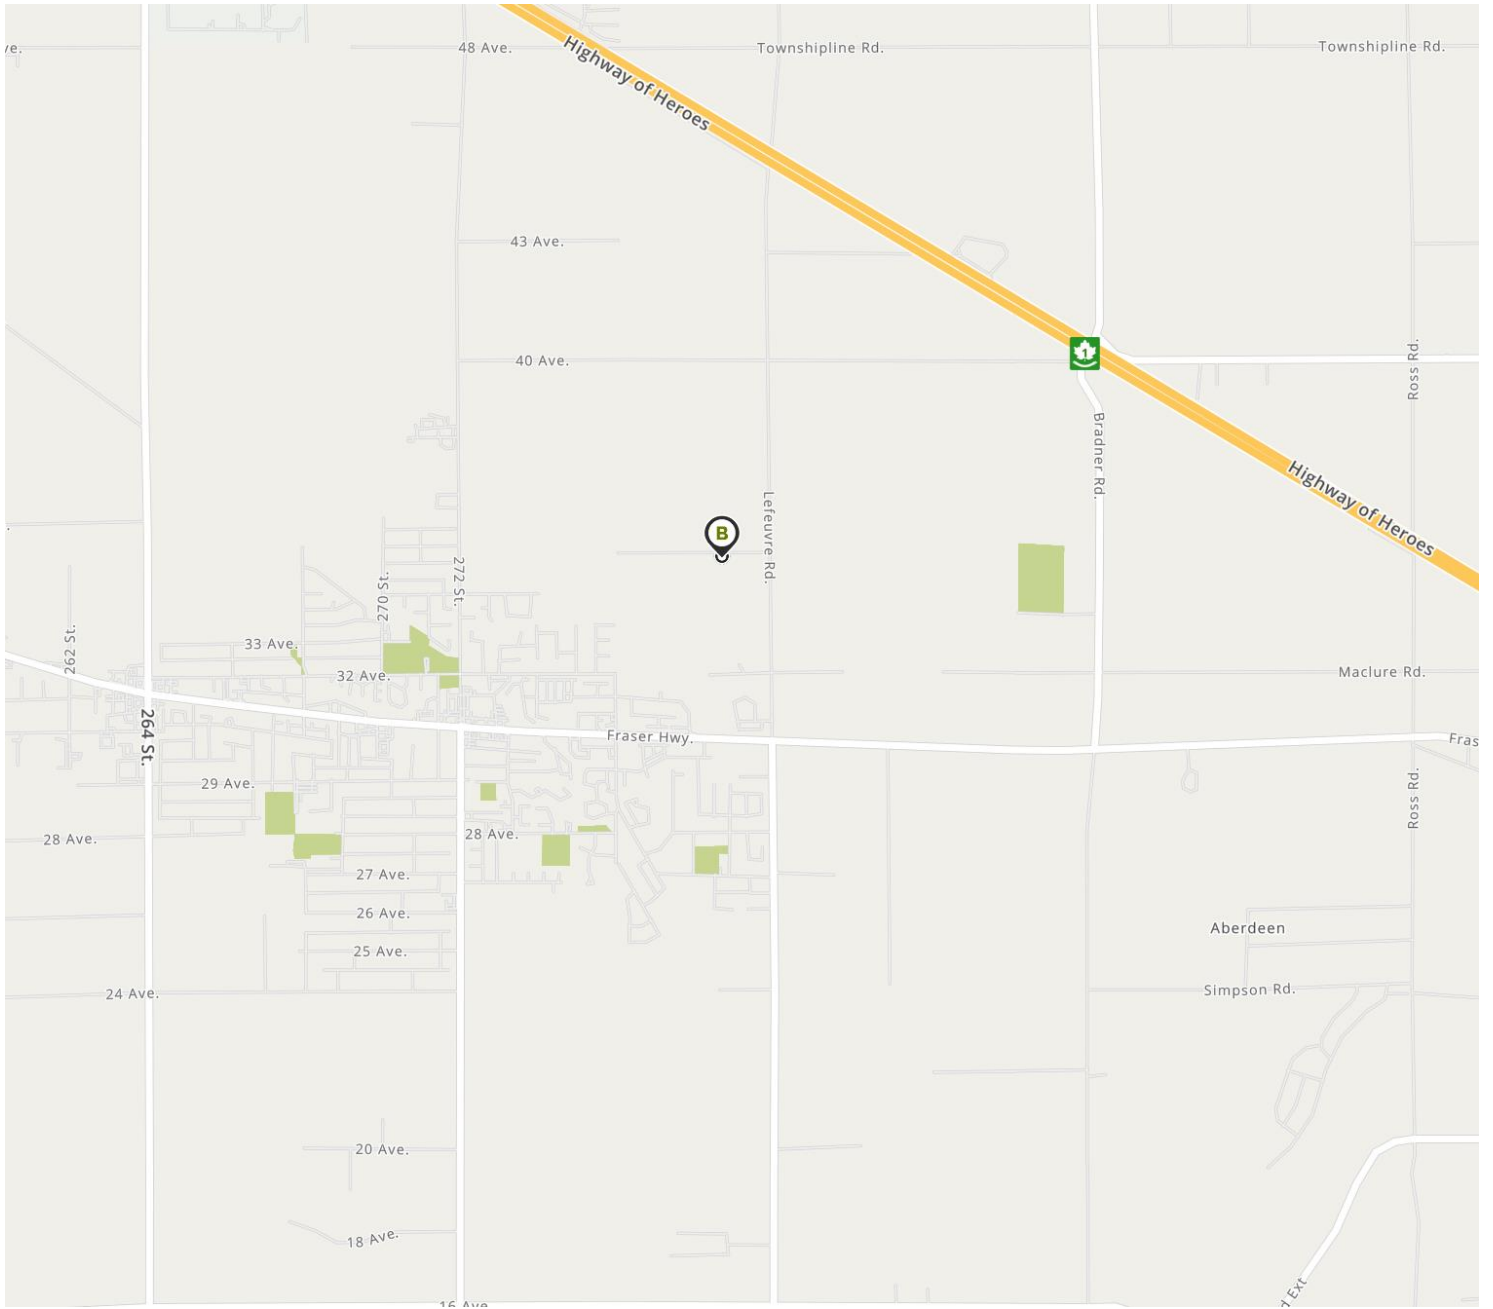 ve.
48 Ave.
Townshipline Rd.
Townshipline Rd.
Highway of Heroes
43 Ave.
40 Ave.
1
Ross Rd.
Bradner Rd.
Highway of Heroes
Lefeuvre Rd.
B
272 St.
270 St.
262 St.
33 Ave.
32 Ave.
Maclure Rd.
264 St.
Fraser Hwy.
Fras
29 Ave.
Ross Rd.
28 Ave.
28 Ave.
27 Ave.
26 Ave.
Aberdeen
25 Ave.
24 Ave.
Simpson Rd.
20 Ave.
18 Ave.
16 Ave.
d Ext